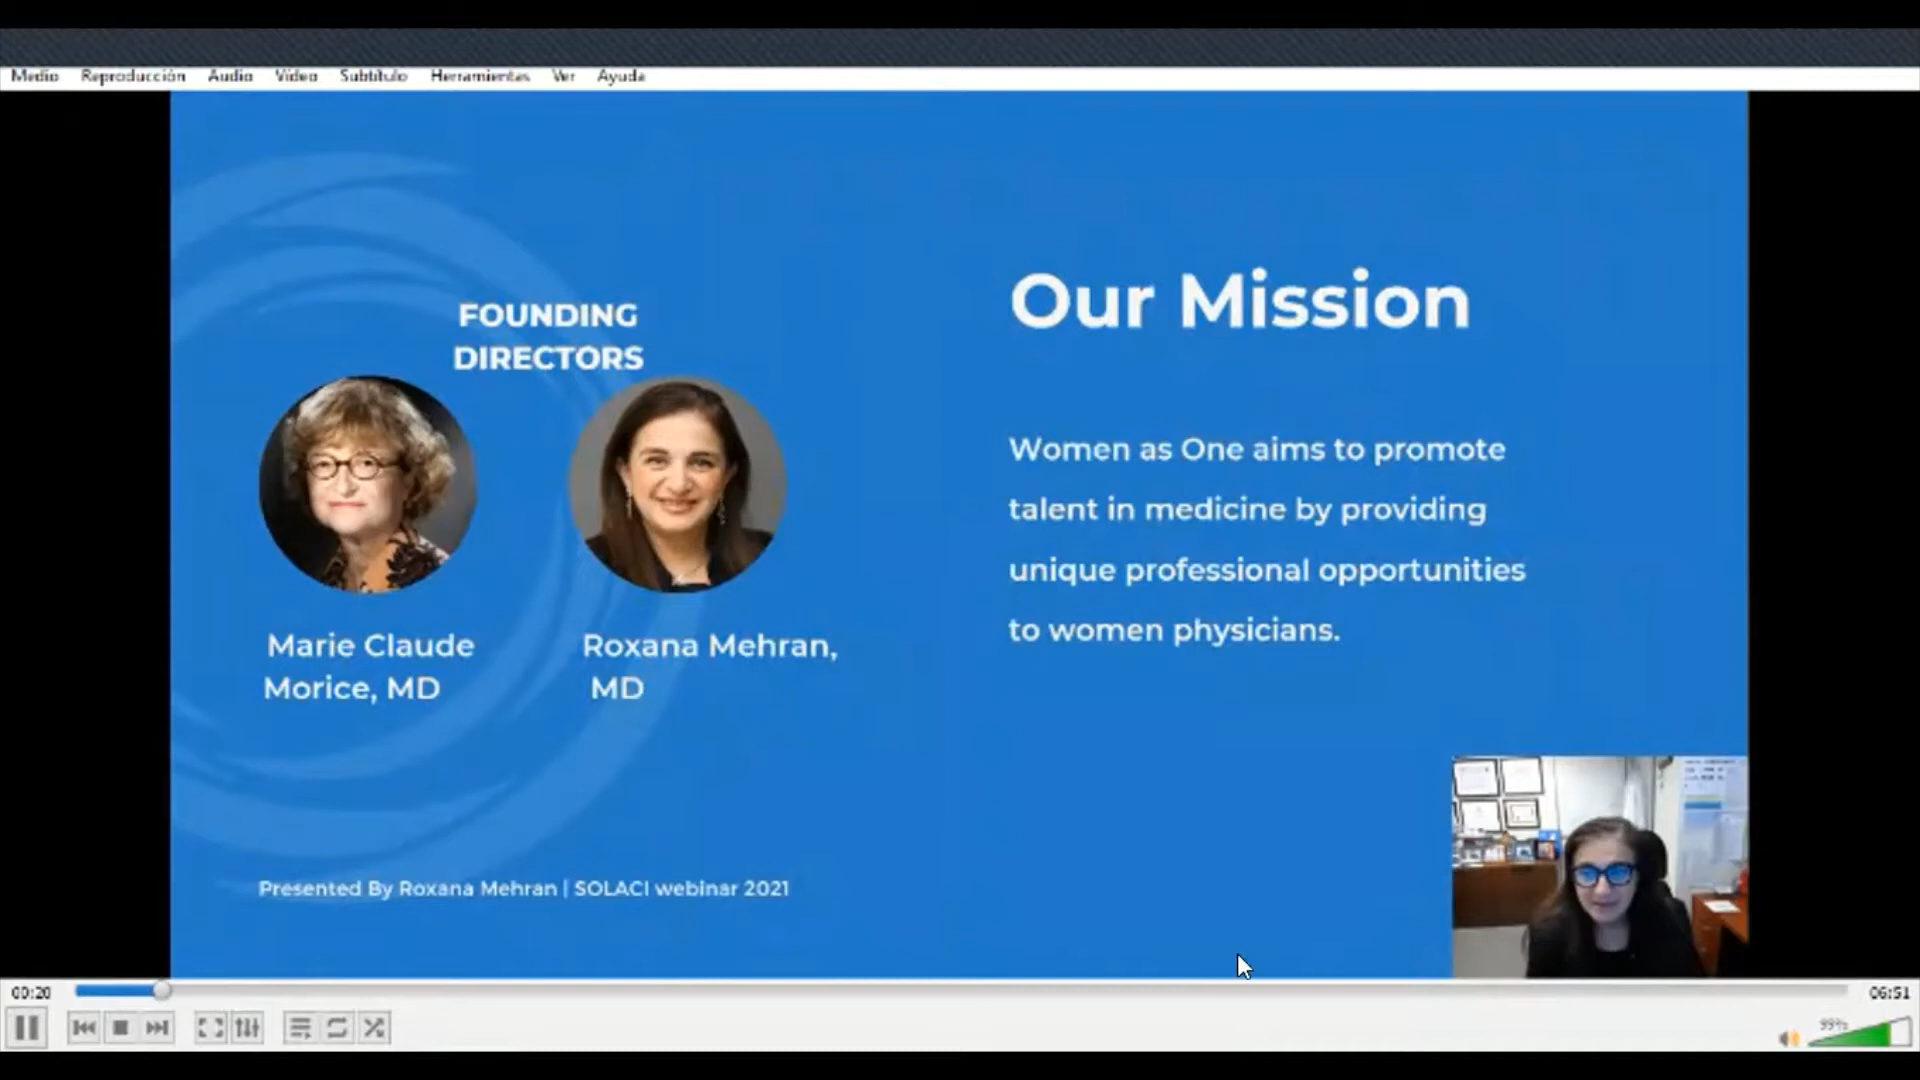 Medio Reproducción Audio Vídeo Subtítulo Herramientas Ver Ayuda
FOUNDING
DIRECTORS
Marie Claude
Morice, MD
Roxana Mehran,
MD
Our Mission
Women as One aims to promote
talent in medicine by providing
unique professional opportunities
to women physicians.
Presented By Roxana Mehran | SOLACI webinar 2021
00:20
06:51
99%